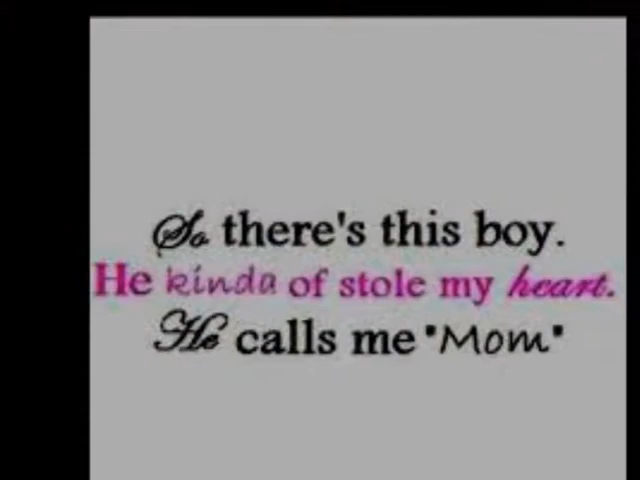 So there's this boy.
He kinda of stole my heart.
He calls me "Mom"